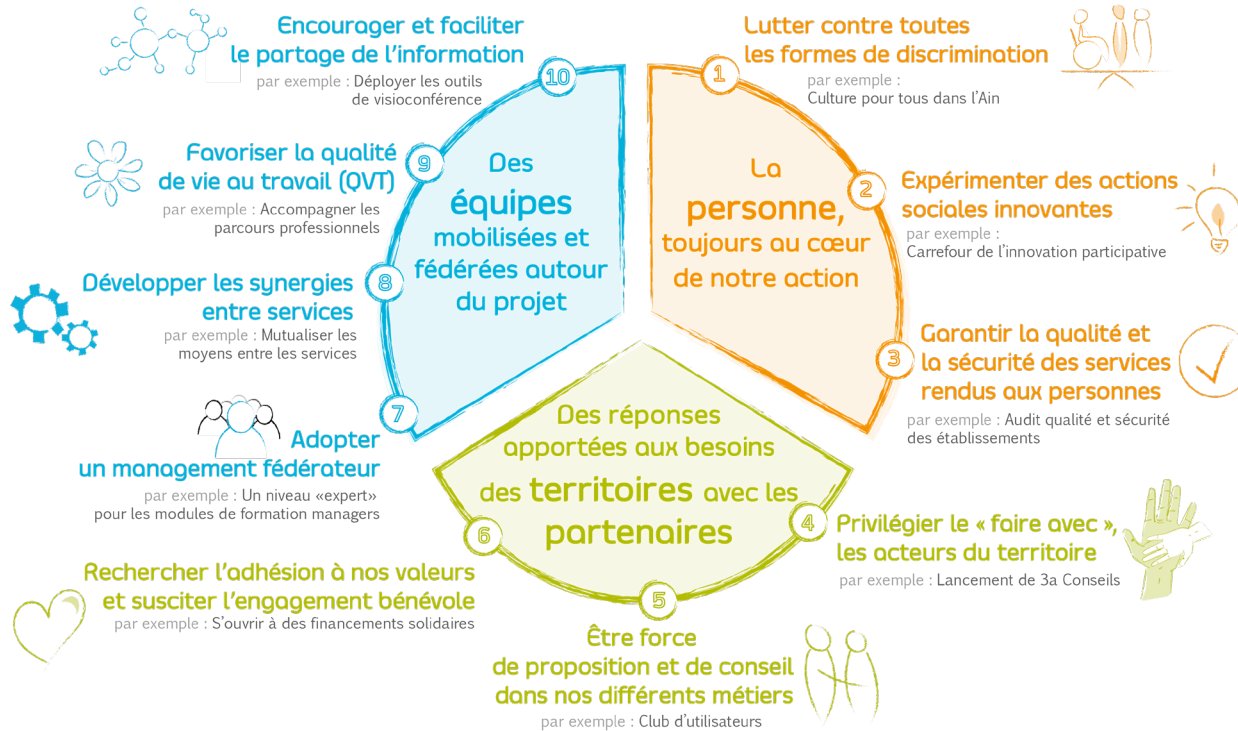 La
personne,
toujours au cœur
de notre action
1
Lutter contre toutes
les formes de discrimination
par exemple :
Culture pour tous dans l'Ain
2
Expérimenter des actions
sociales innovantes
par exemple :
Carrefour de l'innovation participative
3
Garantir la qualité et
la sécurité des services
rendus aux personnes
par exemple : Audit qualité et sécurité
des établissements
Des réponses
apportées aux besoins
des territoires avec les
partenaires
4
Privilégier le « faire avec »,
les acteurs du territoire
par exemple : Lancement de 3a Conseils
5
Être force
de proposition et de conseil
dans nos différents métiers
par exemple : Club d'utilisateurs
6
Rechercher l'adhésion à nos valeurs
et susciter l'engagement bénévole
par exemple : S'ouvrir à des financements solidaires
Des
équipes
mobilisées et
fédérées autour
du projet
7
Adopter
un management fédérateur
par exemple : Un niveau «expert»
pour les modules de formation managers
8
Développer les synergies
entre services
par exemple : Mutualiser les
moyens entre les services
9
Favoriser la qualité
de vie au travail (QVT)
par exemple : Accompagner les
parcours professionnels
10
Encourager et faciliter
le partage de l'information
par exemple : Déployer les outils
de visioconférence